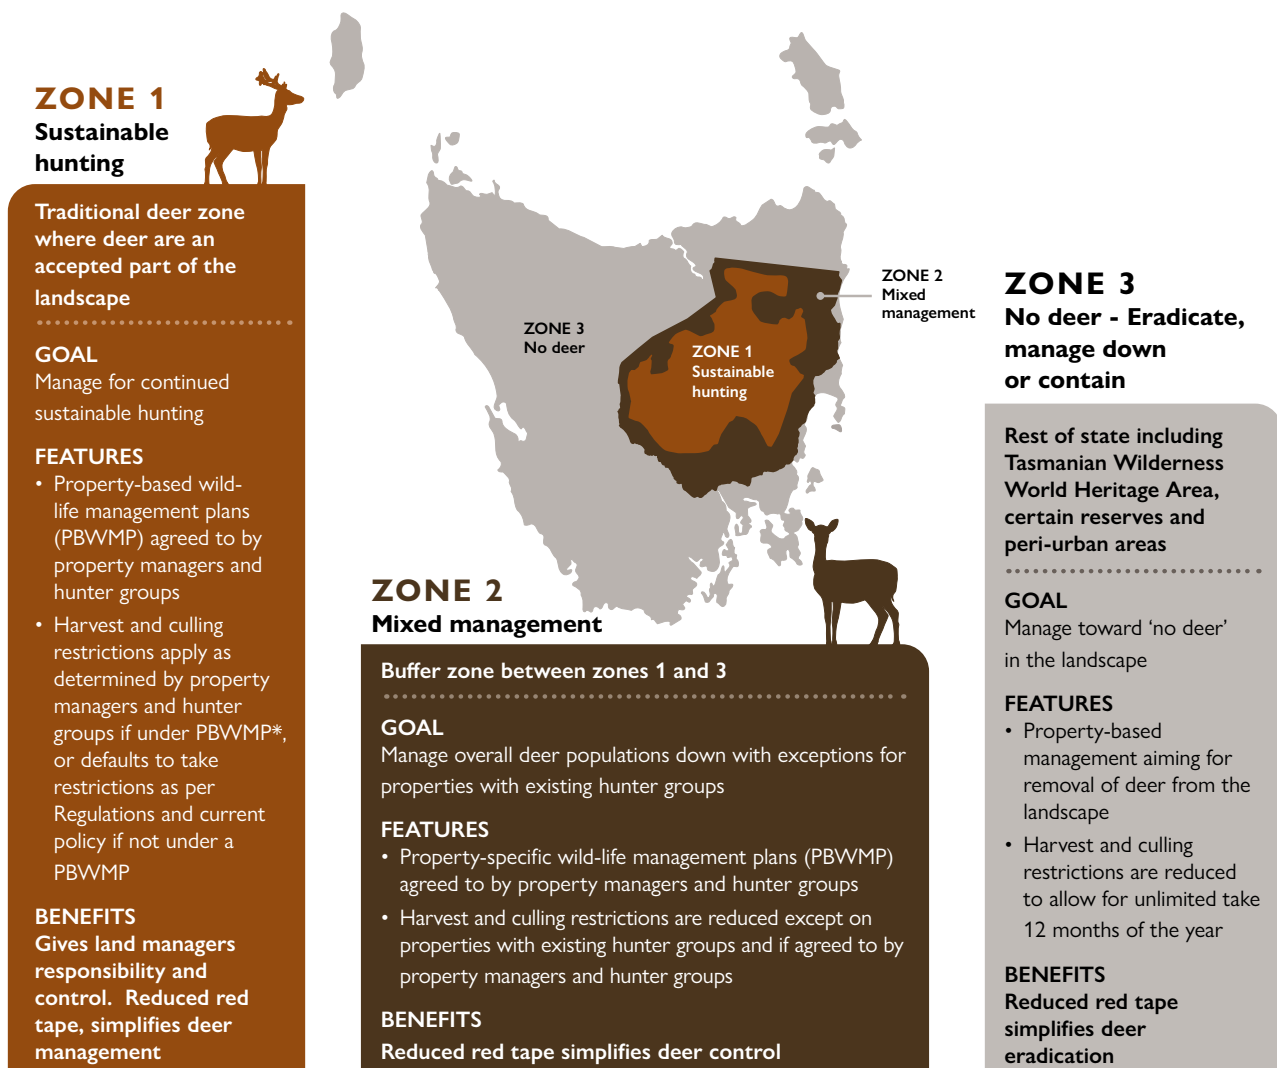 ZONE 1
Sustainable
hunting
Traditional deer zone
where deer are an
accepted part of the
landscape
GOAL
Manage for continued
sustainable hunting
FEATURES
• Property-based wild-
life management plans
(PBWMP) agreed to by
property managers and
hunter groups
• Harvest and culling
restrictions apply as
determined by property
managers and hunter
groups if under PBWMP*,
or defaults to take
restrictions as per
Regulations and current
policy if not under a
PBWMP
BENEFITS
Gives land managers
responsibility and
control. Reduced red
tape, simplifies deer
management
ZONE 3
No deer
ZONE 1
Sustainable
hunting
ZONE 2
Mixed
management
ZONE 2
Mixed management
Buffer zone between zones 1 and 3
GOAL
Manage overall deer populations down with exceptions for
properties with existing hunter groups
FEATURES
• Property-specific wild-life management plans (PBWMP)
agreed to by property managers and hunter groups
• Harvest and culling restrictions are reduced except on
properties with existing hunter groups and if agreed to by
property managers and hunter groups
BENEFITS
Reduced red tape simplifies deer control
ZONE 3
No deer - Eradicate,
manage down
or contain
Rest of state including
Tasmanian Wilderness
World Heritage Area,
certain reserves and
peri-urban areas
GOAL
Manage toward ‘no deer’
in the landscape
FEATURES
• Property-based
management aiming for
removal of deer from the
landscape
• Harvest and culling
restrictions are reduced
to allow for unlimited take
12 months of the year
BENEFITS
Reduced red tape
simplifies deer
eradication